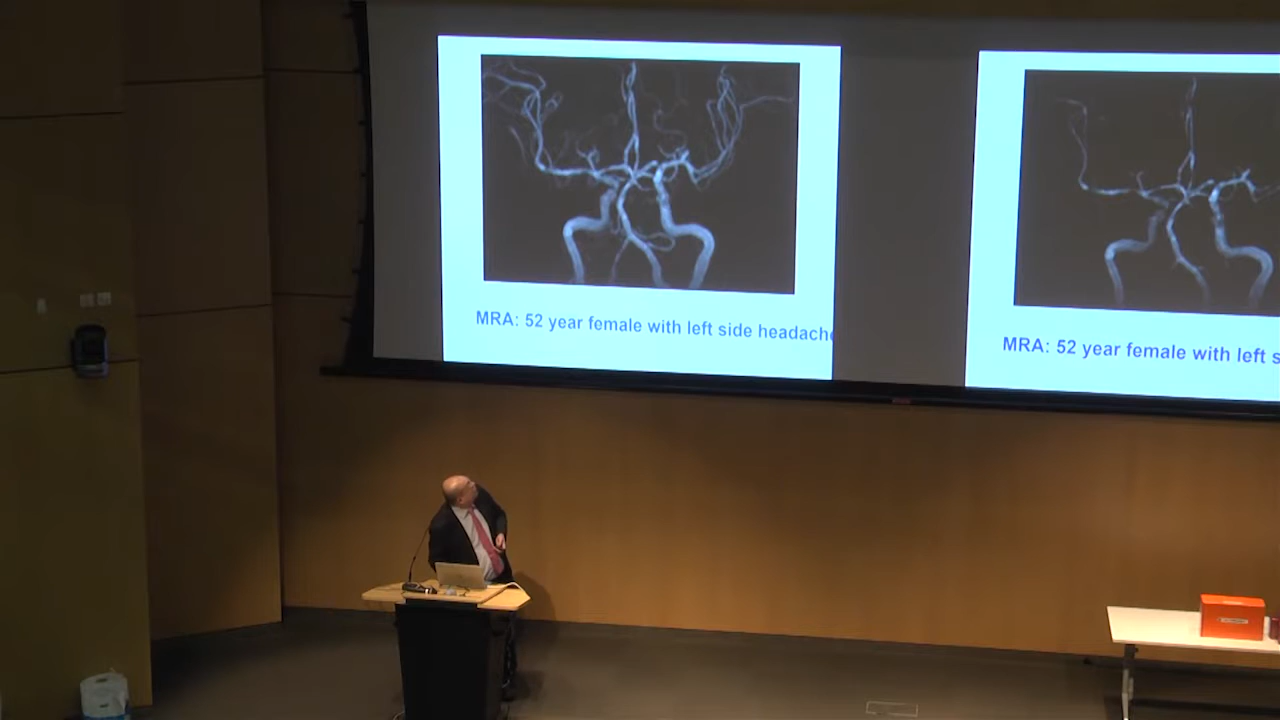 MRA: 52 year female with left side headache
MRA: 52 year female with left s